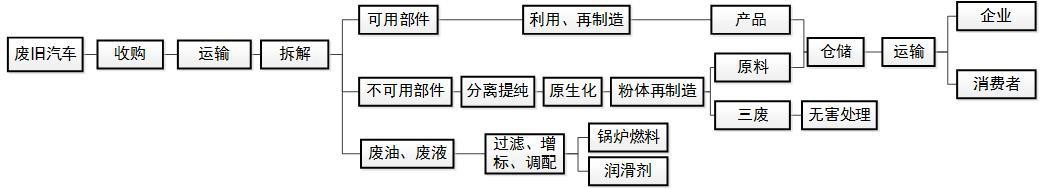 废旧汽车
收购
运输
拆解
可用部件
利用、再制造
产品
不可用部件
分离提纯
原生化
粉体再制造
原料
三废
无害处理
仓储
运输
企业
消费者
废油、废液
过滤、增
标、调配
锅炉燃料
润滑剂